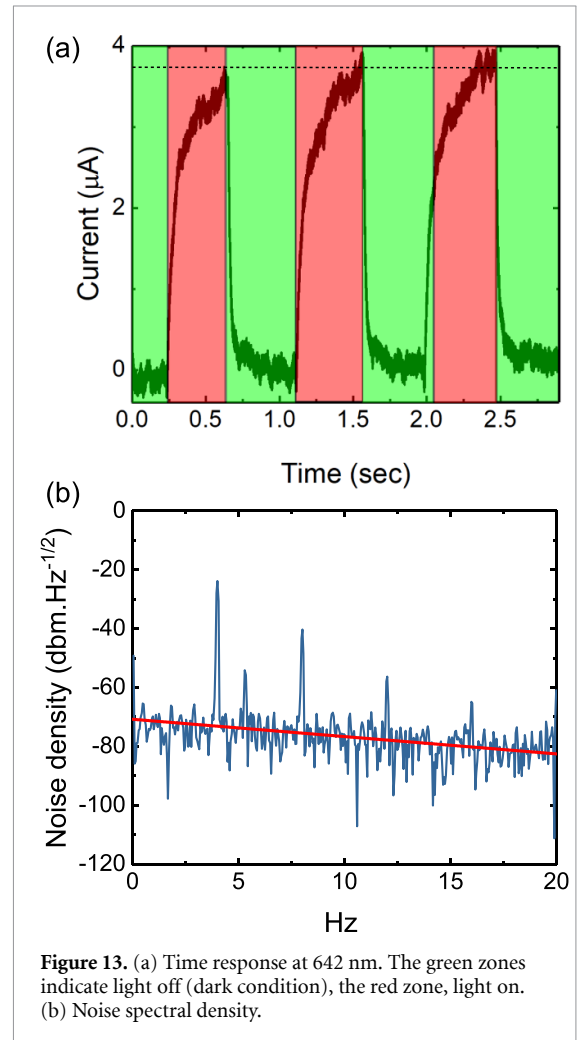 (a)
4
2
0
Current (μA)
0.0 0.5 1.0 1.5 2.0 2.5
Time (sec)
(b)
0
-20
-40
-60
-80
-100
-120
Noise density (dbm.Hz-1/2)
0 5 10 15 20
Hz
Figure 13. (a) Time response at 642 nm. The green zones
indicate light off (dark condition), the red zone, light on.
(b) Noise spectral density.